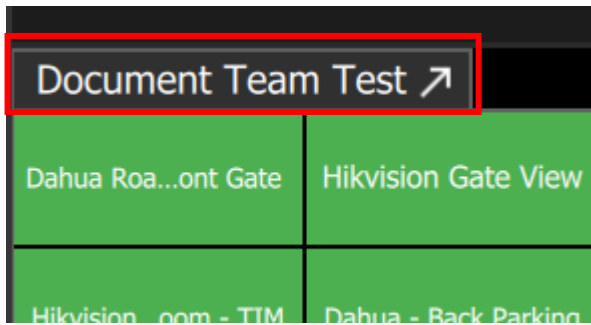 Document Team Test
Dahua Roa...ont Gate
Hikvision Gate View
Hikvision...oom - TIM
Dahua - Back Parking